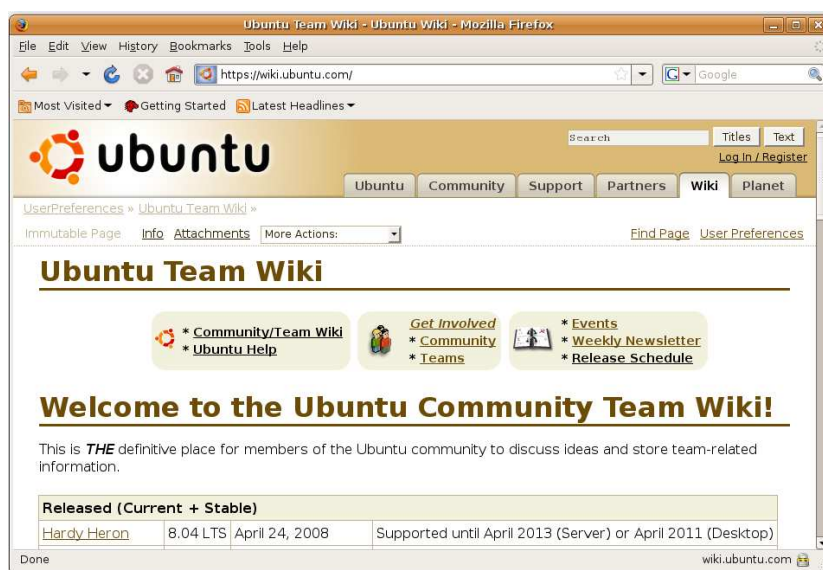 Ubuntu Team Wiki - Ubuntu Wiki - Mozilla Firefox
File Edit View History Bookmarks Tools Help
https://wiki.ubuntu.com/ G Google
Most Visited Getting Started Latest Headlines
ubuntu
Search Titles Text
Log In / Register
Ubuntu Community Support Partners Wiki Planet
UserPreferences » Ubuntu Team Wiki »
Immutable Page Info Attachments More Actions: Find Page User Preferences
Ubuntu Team Wiki
* Community/Team Wiki
* Ubuntu Help
Get Involved
* Community
* Teams
* Events
* Weekly Newsletter
* Release Schedule
Welcome to the Ubuntu Community Team Wiki!
This is THE definitive place for members of the Ubuntu community to discuss ideas and store team-related
information.
Released (Current + Stable)
Hardy Heron 8.04 LTS April 24, 2008 Supported until April 2013 (Server) or April 2011 (Desktop)
Done wiki.ubuntu.com